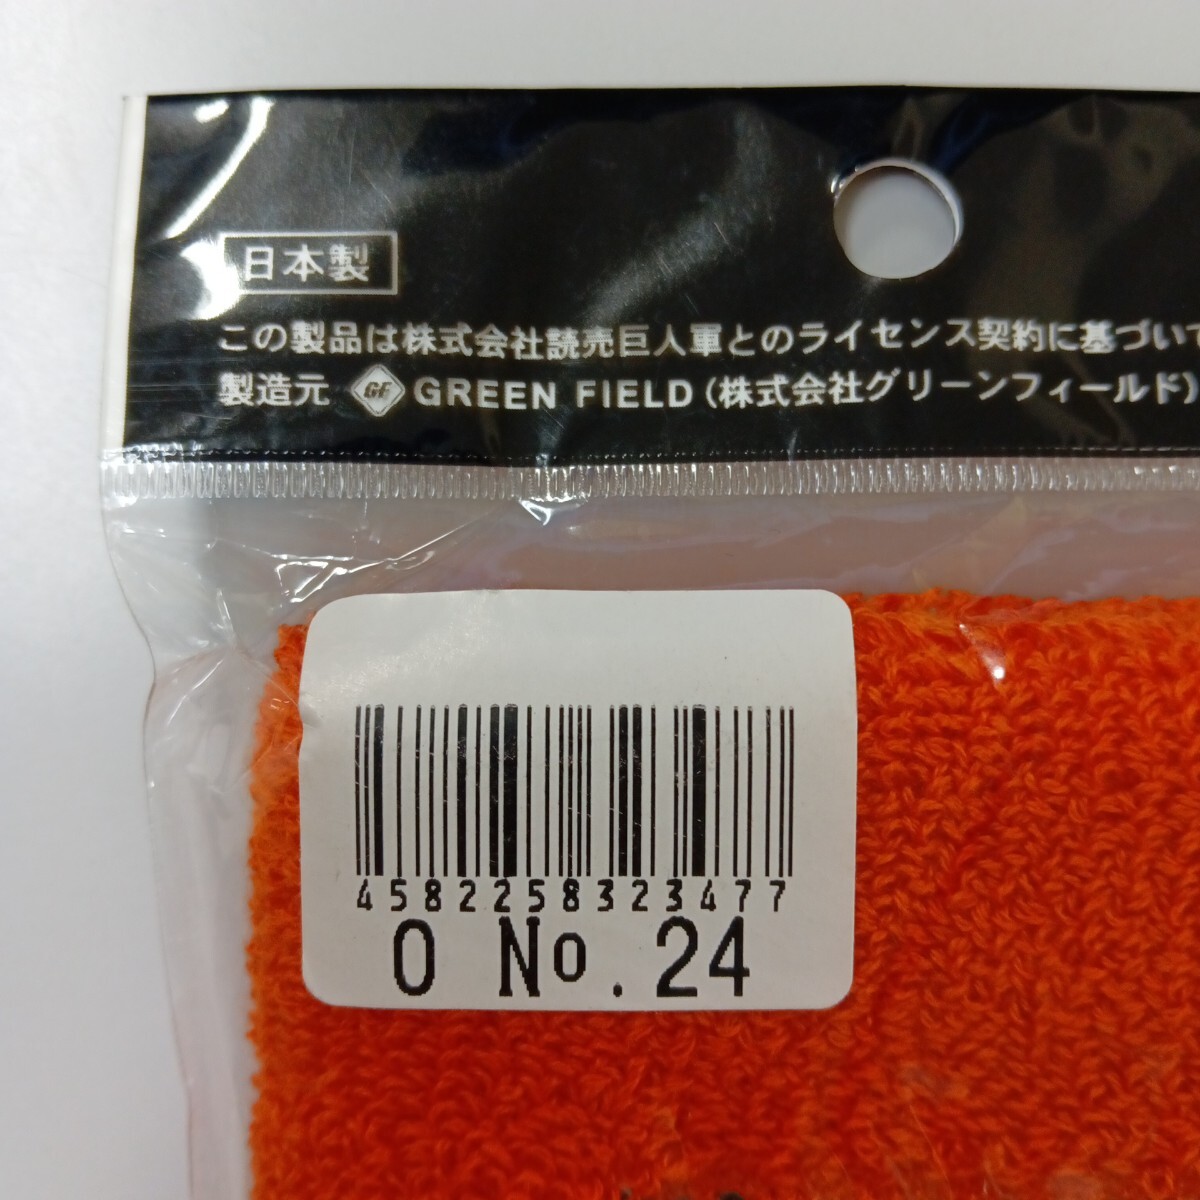 日本製
この製品は株式会社読売巨人軍とのライセンス契約に基づいて
製造元 GF GREEN FIELD (株式会社グリーンフィールド)
4582258323477
O No.24